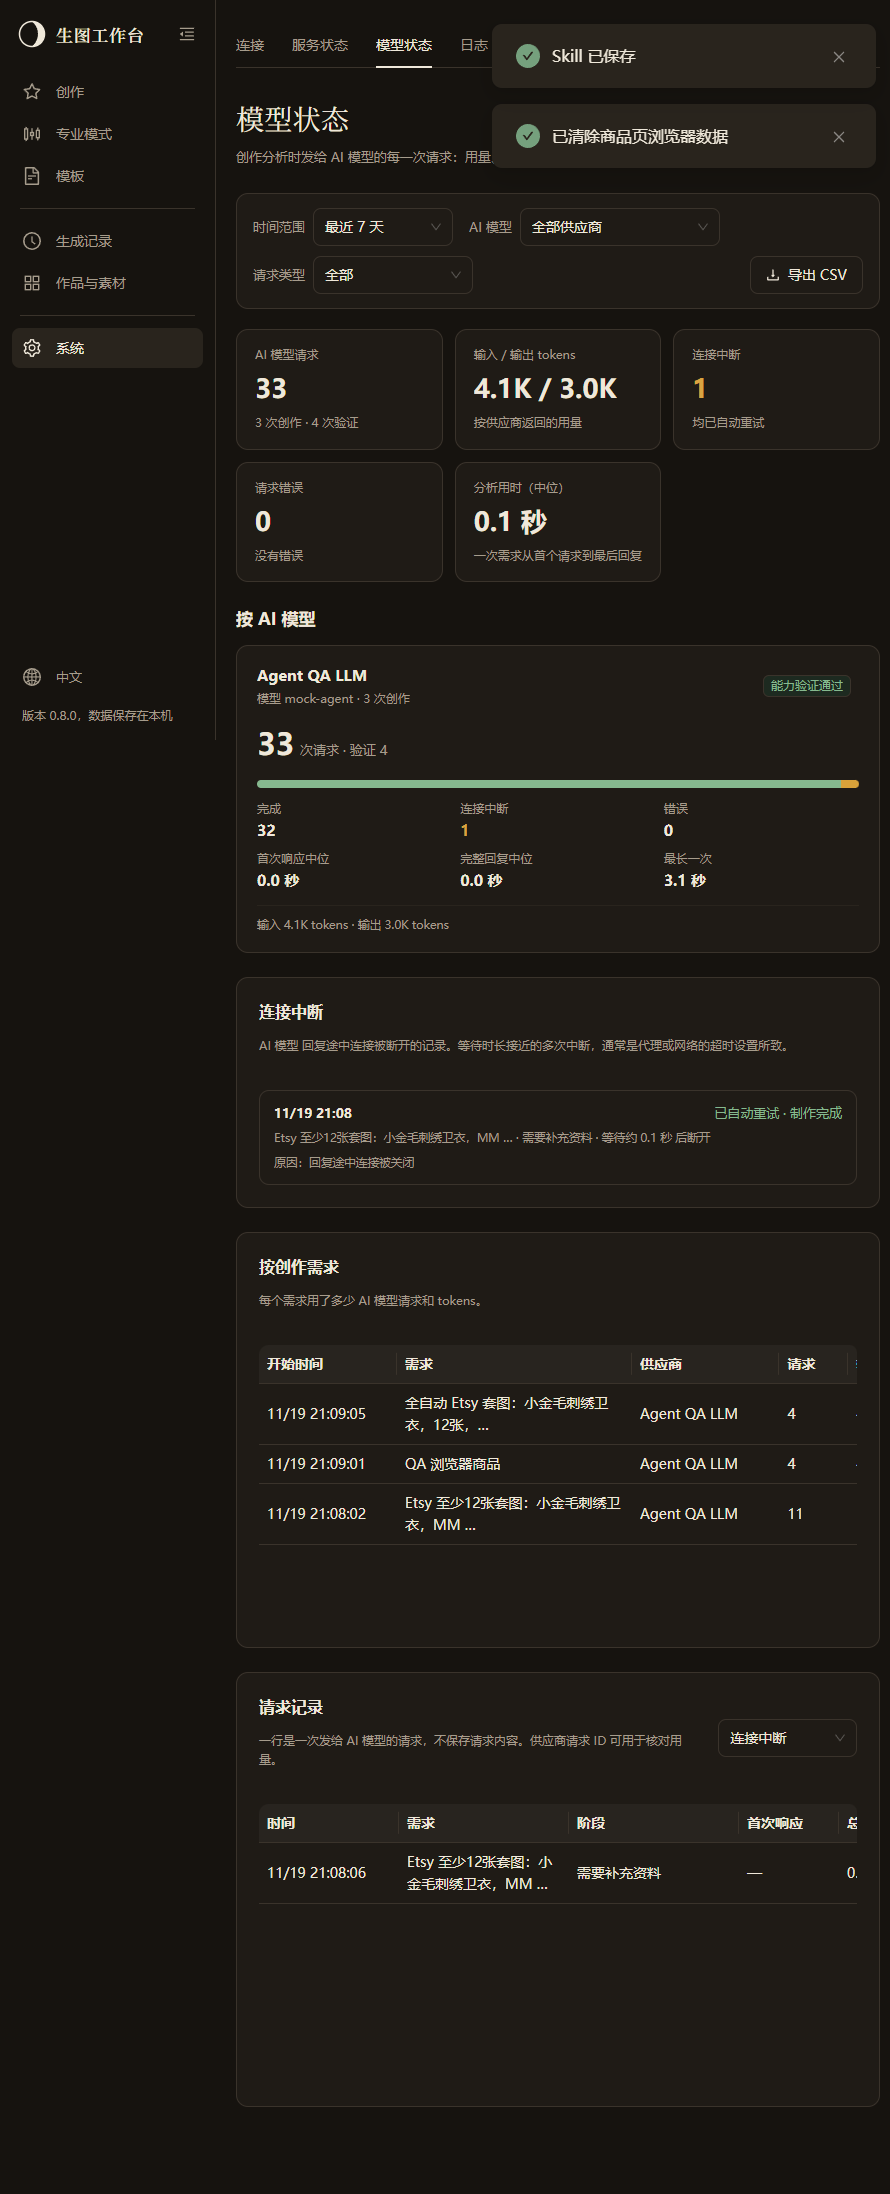 生图工作台
创作
专业模式
模板
生成记录
作品与素材
系统
中文
版本 0.8.0，数据保存在本机
连接
服务状态
模型状态
日志
Skill 已保存
已清除商品页浏览器数据
模型状态
创作分析时发给 AI 模型的每一次请求：用量
时间范围
最近 7 天
AI 模型
全部供应商
请求类型
全部
导出 CSV
AI 模型请求
33
3 次创作 · 4 次验证
输入 / 输出 tokens
4.1K / 3.0K
按供应商返回的用量
连接中断
1
均已自动重试
请求错误
0
没有错误
分析用时（中位）
0.1 秒
一次需求从首个请求到最后回复
按 AI 模型
Agent QA LLM
模型 mock-agent · 3 次创作
能力验证通过
33 次请求 · 验证 4
完成
32
连接中断
1
错误
0
首次响应中位
0.0 秒
完整回复中位
0.0 秒
最长一次
3.1 秒
输入 4.1K tokens · 输出 3.0K tokens
连接中断
AI 模型 回复途中连接被断开的记录。等待时长接近的多次中断，通常是代理或网络的超时设置所致。
11/19 21:08
已自动重试 · 制作完成
Etsy 至少12张套图：小金毛刺绣卫衣，MM ... · 需要补充资料 · 等待约 0.1 秒 后断开
原因：回复途中连接被关闭
按创作需求
每个需求用了多少 AI 模型请求和 tokens。
开始时间 需求 供应商 请求
11/19 21:09:05
全自动 Etsy 套图：小金毛刺绣卫
衣，12张，...
Agent QA LLM
4
11/19 21:09:01
QA 浏览器商品
Agent QA LLM
4
11/19 21:08:02
Etsy 至少12张套图：小金毛刺绣卫
衣，MM ...
Agent QA LLM
11
请求记录
一行是一次发给 AI 模型的请求，不保存请求内容。供应商请求 ID 可用于核对用
量。
连接中断
时间 需求 阶段 首次响应 总
11/19 21:08:06
Etsy 至少12张套图：小
金毛刺绣卫衣，MM ...
需要补充资料
—
0.